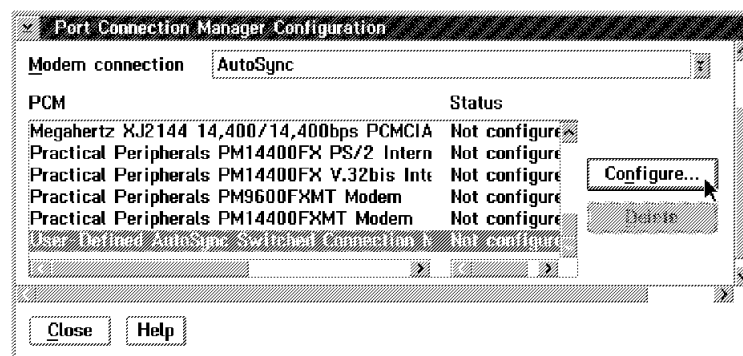 Port Connection Manager Configuration
Modem connection AutoSync
PCM Status
Megahertz XJ2144 14,400/14,400bps PCMCIA Not configure
Practical Peripherals PM14400FX PS/2 Intern Not configure
Practical Peripherals PM14400FX V.32bis Inte Not configure
Practical Peripherals PM9600FXMT Modem Not configure
Practical Peripherals PM14400FXMT Modem Not configure
User-Defined AutoSync Switched Connection M Not configure
Configure...
Delete
Close Help